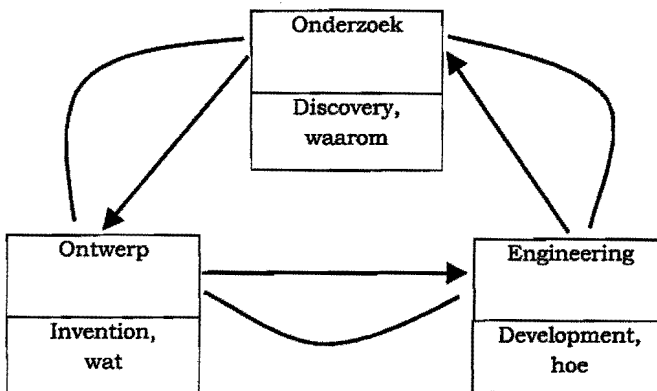 Onderzoek
Discovery,
waarom
Ontwerp
Invention,
wat
Engineering
Development,
hoe